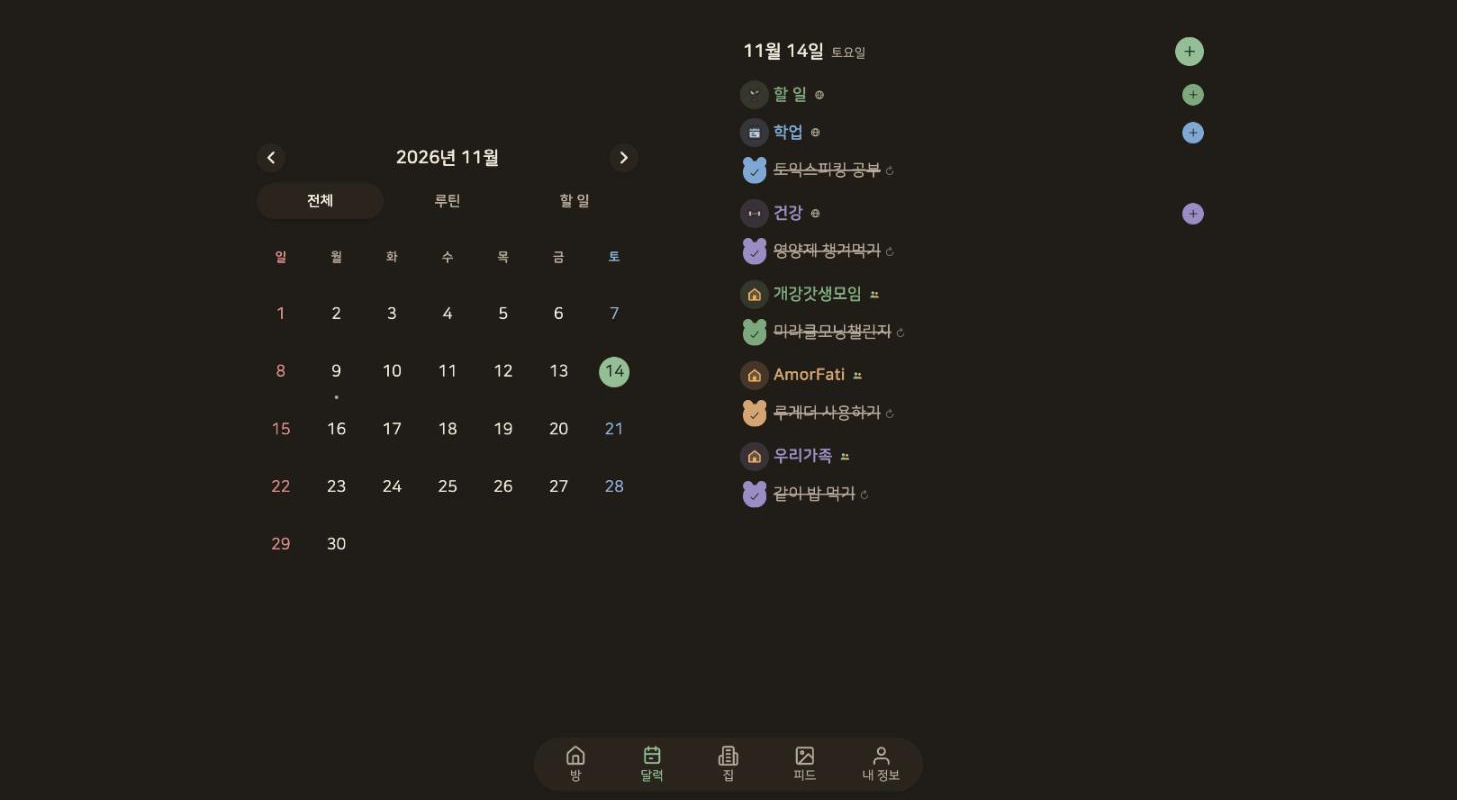 11월 14일 토요일
할 일
학업
토익스피킹 공부
건강
영양제 챙겨먹기
개강갓생모임
미라클모닝챌린지
AmorFati
루게더 사용하기
우리가족
같이 밥 먹기
2026년 11월
전체 루틴 할 일
일 월 화 수 목 금 토
1 2 3 4 5 6 7
8 9 10 11 12 13 14
15 16 17 18 19 20 21
22 23 24 25 26 27 28
29 30
방 달력 집 피드 내 정보